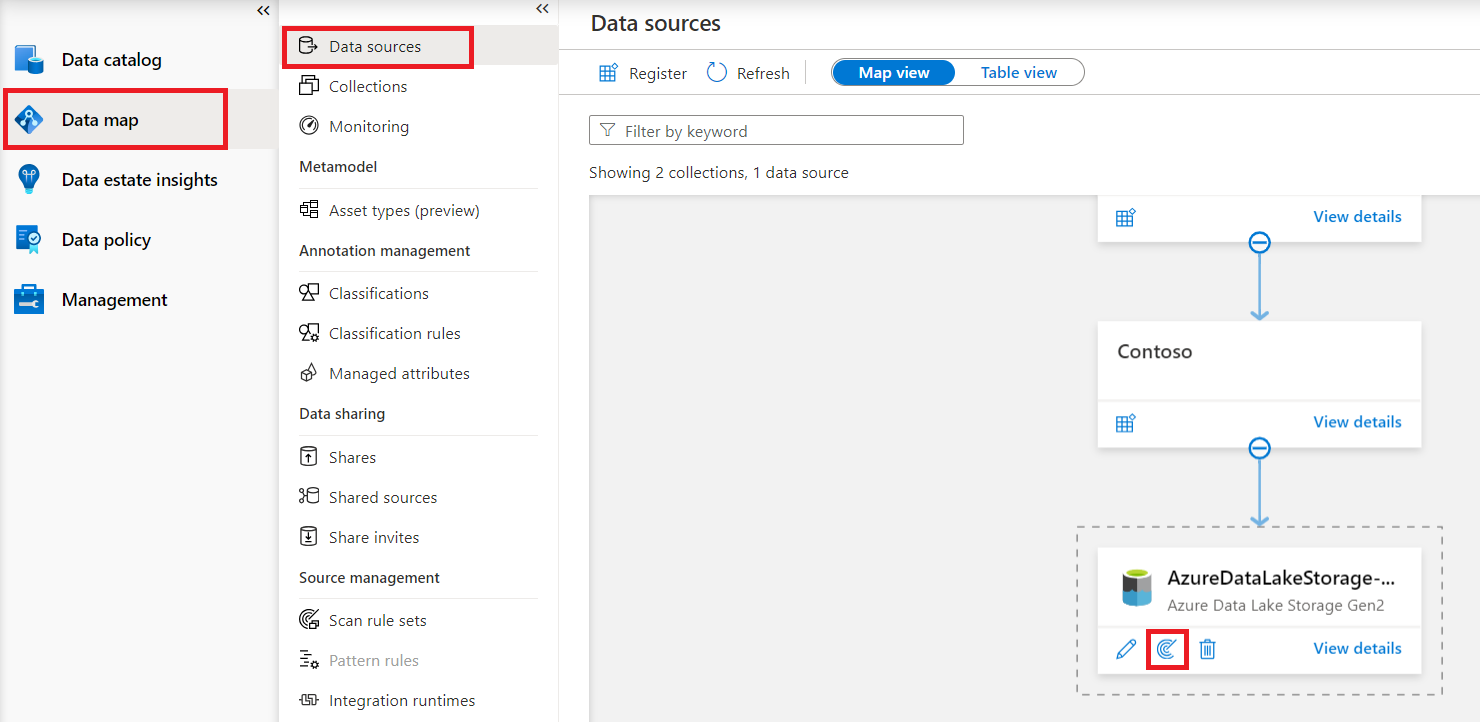 Data catalog
Data map
Data estate insights
Data policy
Management
Data sources
Collections
Monitoring
Metamodel
Asset types (preview)
Annotation management
Classifications
Classification rules
Managed attributes
Data sharing
Shares
Shared sources
Share invites
Source management
Scan rule sets
Pattern rules
Integration runtimes
Data sources
Register Refresh Map view Table view
Filter by keyword
Showing 2 collections, 1 data source
View details
Contoso
View details
AzureDataLakeStorage-...
Azure Data Lake Storage Gen2
View details